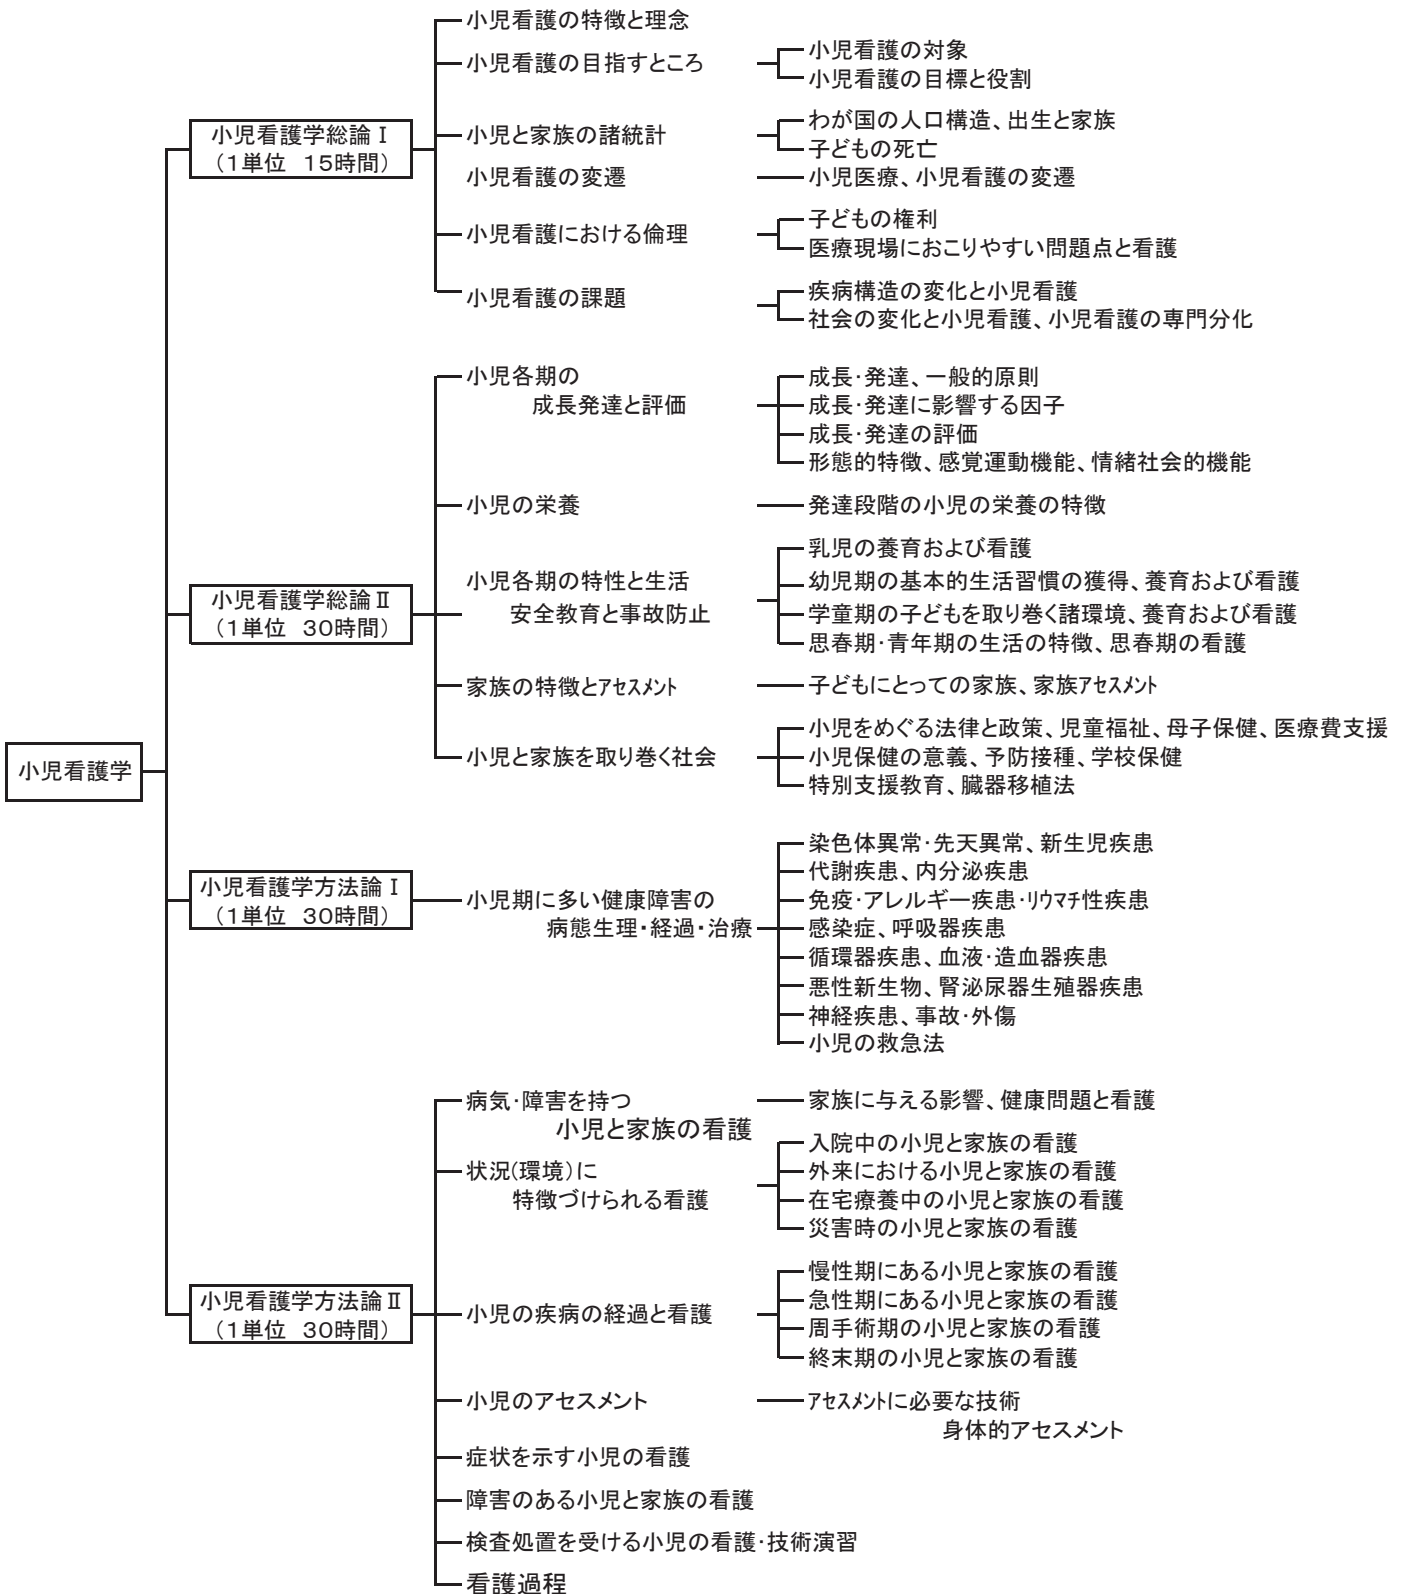 小児看護学
小児看護学総論Ⅰ
（1単位　15時間）
小児看護の特徴と理念
小児看護の目指すところ
小児看護の対象
小児看護の目標と役割
小児と家族の諸統計
わが国の人口構造、出生と家族
子どもの死亡
小児看護の変遷
小児医療、小児看護の変遷
小児看護における倫理
子どもの権利
医療現場におこりやすい問題点と看護
小児看護の課題
疾病構造の変化と小児看護
社会の変化と小児看護、小児看護の専門分化
小児看護学総論Ⅱ
（1単位　30時間）
小児各期の
成長発達と評価
成長・発達、一般的原則
成長・発達に影響する因子
成長・発達の評価
形態的特徴、感覚運動機能、情緒社会的機能
小児の栄養
発達段階の小児の栄養の特徴
小児各期の特性と生活
安全教育と事故防止
乳児の養育および看護
幼児期の基本的生活習慣の獲得、養育および看護
学童期の子どもを取り巻く諸環境、養育および看護
思春期・青年期の生活の特徴、思春期の看護
家族の特徴とアセスメント
子どもにとっての家族、家族アセスメント
小児と家族を取り巻く社会
小児をめぐる法律と政策、児童福祉、母子保健、医療費支援
小児保健の意義、予防接種、学校保健
特別支援教育、臓器移植法
小児看護学方法論Ⅰ
（1単位　30時間）
小児期に多い健康障害の
病態生理・経過・治療
染色体異常・先天異常、新生児疾患
代謝疾患、内分泌疾患
免疫・アレルギー疾患・リウマチ性疾患
感染症、呼吸器疾患
循環器疾患、血液・造血器疾患
悪性新生物、腎泌尿器生殖器疾患
神経疾患、事故・外傷
小児の救急法
小児看護学方法論Ⅱ
（1単位　30時間）
病気・障害を持つ
小児と家族の看護
家族に与える影響、健康問題と看護
状況（環境）に
特徴づけられる看護
入院中の小児と家族の看護
外来における小児と家族の看護
在宅療養中の小児と家族の看護
災害時の小児と家族の看護
小児の疾病の経過と看護
慢性期にある小児と家族の看護
急性期にある小児と家族の看護
周手術期の小児と家族の看護
終末期の小児と家族の看護
小児のアセスメント
アセスメントに必要な技術
身体的アセスメント
症状を示す小児の看護
障害のある小児と家族の看護
検査処置を受ける小児の看護・技術演習
看護過程